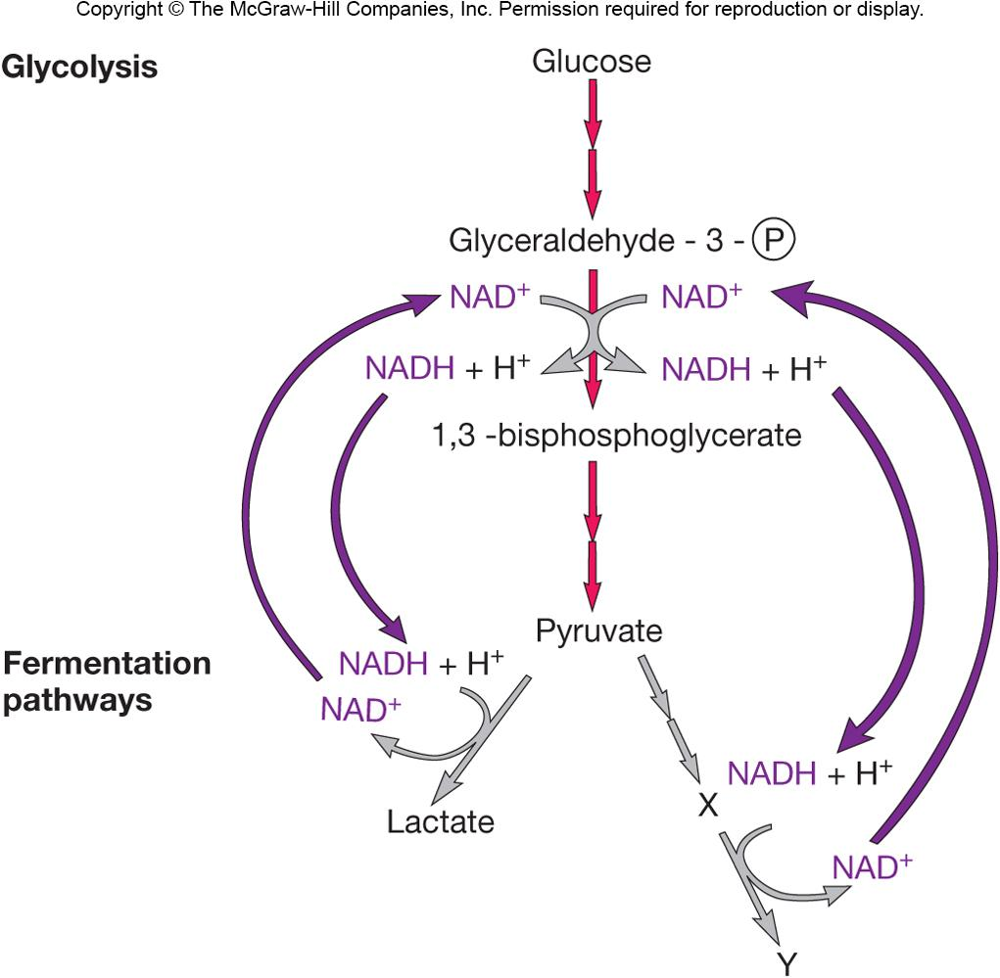 Copyright © The McGraw-Hill Companies, Inc. Permission required for reproduction or display.
Glycolysis
Glucose
Glyceraldehyde - 3 - P
NAD⁺ NAD⁺
NADH + H⁺ NADH + H⁺
1,3 -bisphosphoglycerate
Pyruvate
Fermentation
pathways
NADH + H⁺
NAD⁺
Lactate
NADH + H⁺
X
NAD⁺
Y